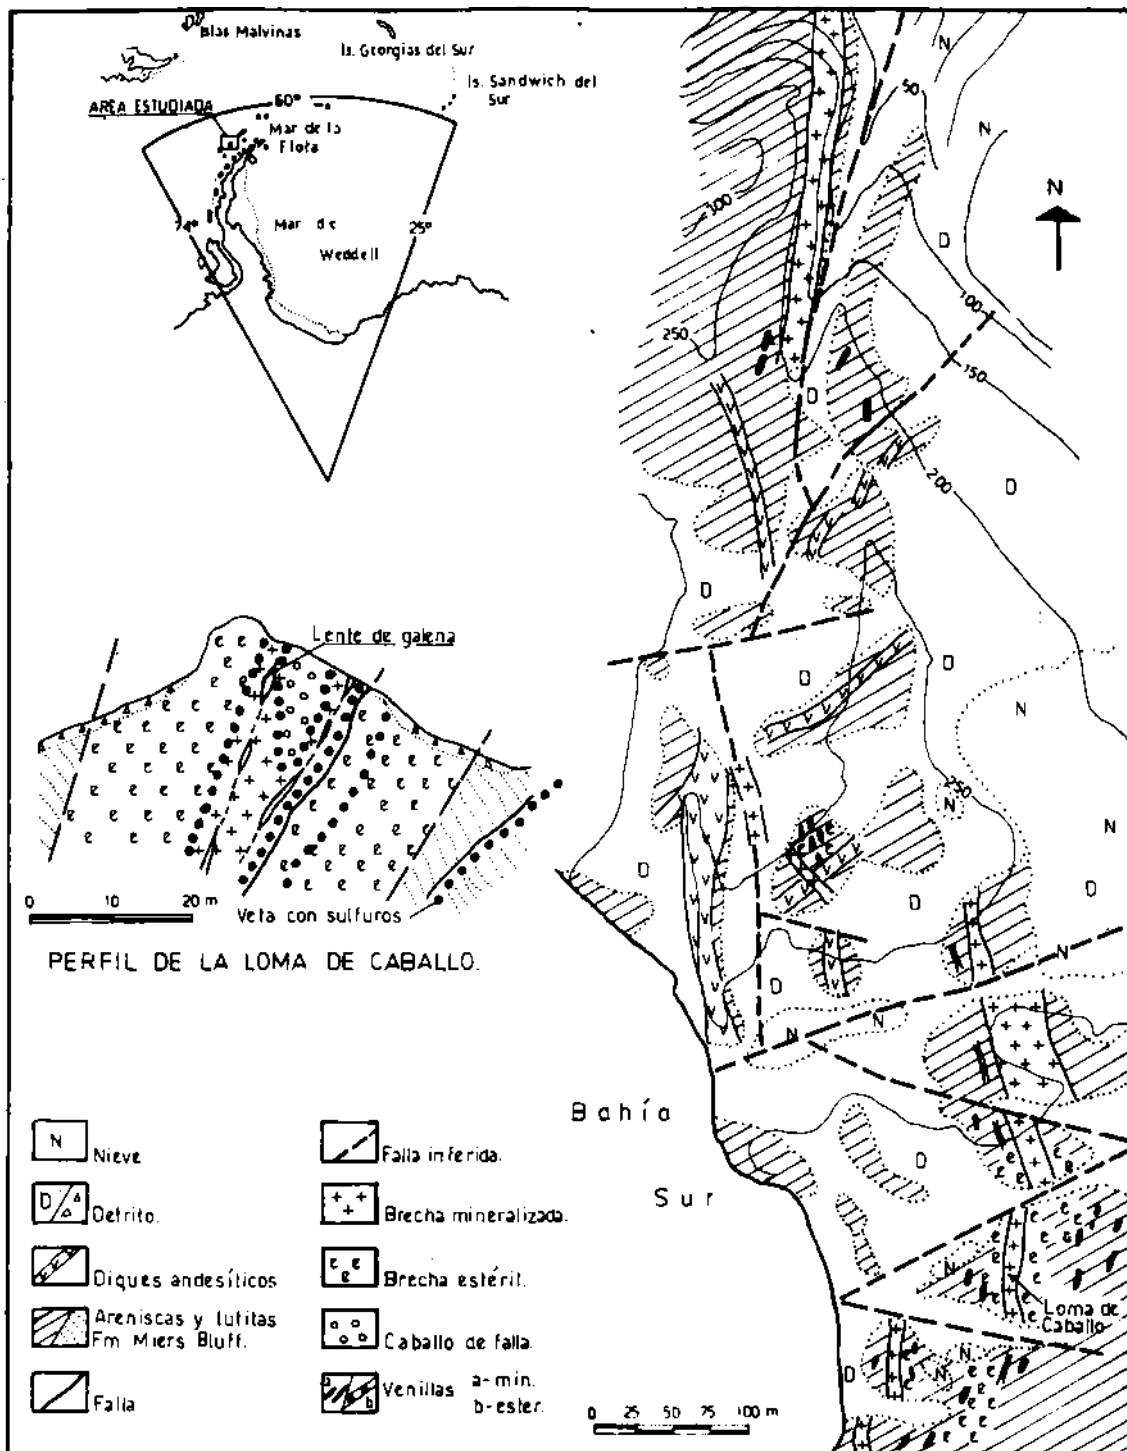 Islas Malvinas
Is. Georgias del Sur
Is. Sandwich del
Sur
AREA ESTUDIADA
60°
Mar de la
Flota
74°
25°
Mar de
Weddell
N
50
N
N
D
300
100
250
150
D
200
D
D
D
D
N
250
N
N
D
D
D
N
D
N
N
D
N
Loma de
Caballo
D
N
N
Lente de galena
0 10 20 m
Veta con sulfuros
PERFIL DE LA LOMA DE CABALLO.
Bahía
Sur
N Nieve
D Detrito.
Diques andesíticos
Areniscas y lutitas
Fm Miers Bluff.
Falla
Falla inferida.
Brecha mineralizada.
Brecha estéril.
Caballo de falla.
a b Venillas a-min.
b-ester.
0 25 50 75 100 m